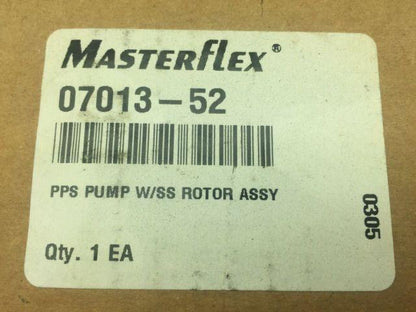 MASTERFLEX®
07013-52
PPS PUMP W/SS ROTOR ASSY
Qty. 1 EA
0305